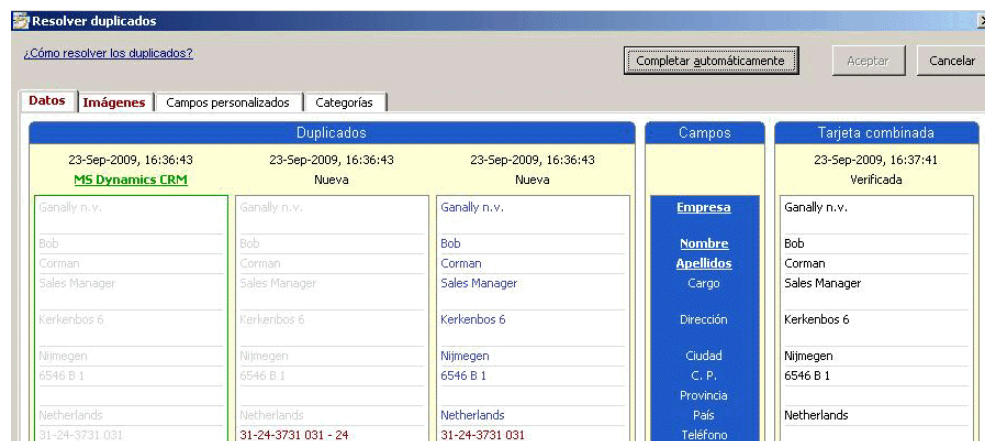 Resolver duplicados
¿Cómo resolver los duplicados?
Completar automáticamente
Aceptar
Cancelar
Datos
Imágenes
Campos personalizados
Categorías
Duplicados
Campos
Tarjeta combinada
23-Sep-2009, 16:36:43
23-Sep-2009, 16:36:43
23-Sep-2009, 16:36:43
23-Sep-2009, 16:37:41
MS Dynamics CRM
Nueva
Nueva
Verificada
Ganally n.v.
Ganally n.v.
Ganally n.v.
Empresa
Ganally n.v.
Bob
Bob
Bob
Nombre
Bob
Corman
Corman
Corman
Apellidos
Corman
Sales Manager
Sales Manager
Sales Manager
Cargo
Sales Manager
Kerkenbos 6
Kerkenbos 6
Kerkenbos 6
Dirección
Kerkenbos 6
Nijmegen
Nijmegen
Nijmegen
Ciudad
Nijmegen
6546 B 1
6546 B 1
6546 B 1
C. P.
6546 B 1
Provincia
Netherlands
Netherlands
Netherlands
País
Netherlands
31-24-3731 031
31-24-3731 031 - 24
31-24-3731 031
Teléfono